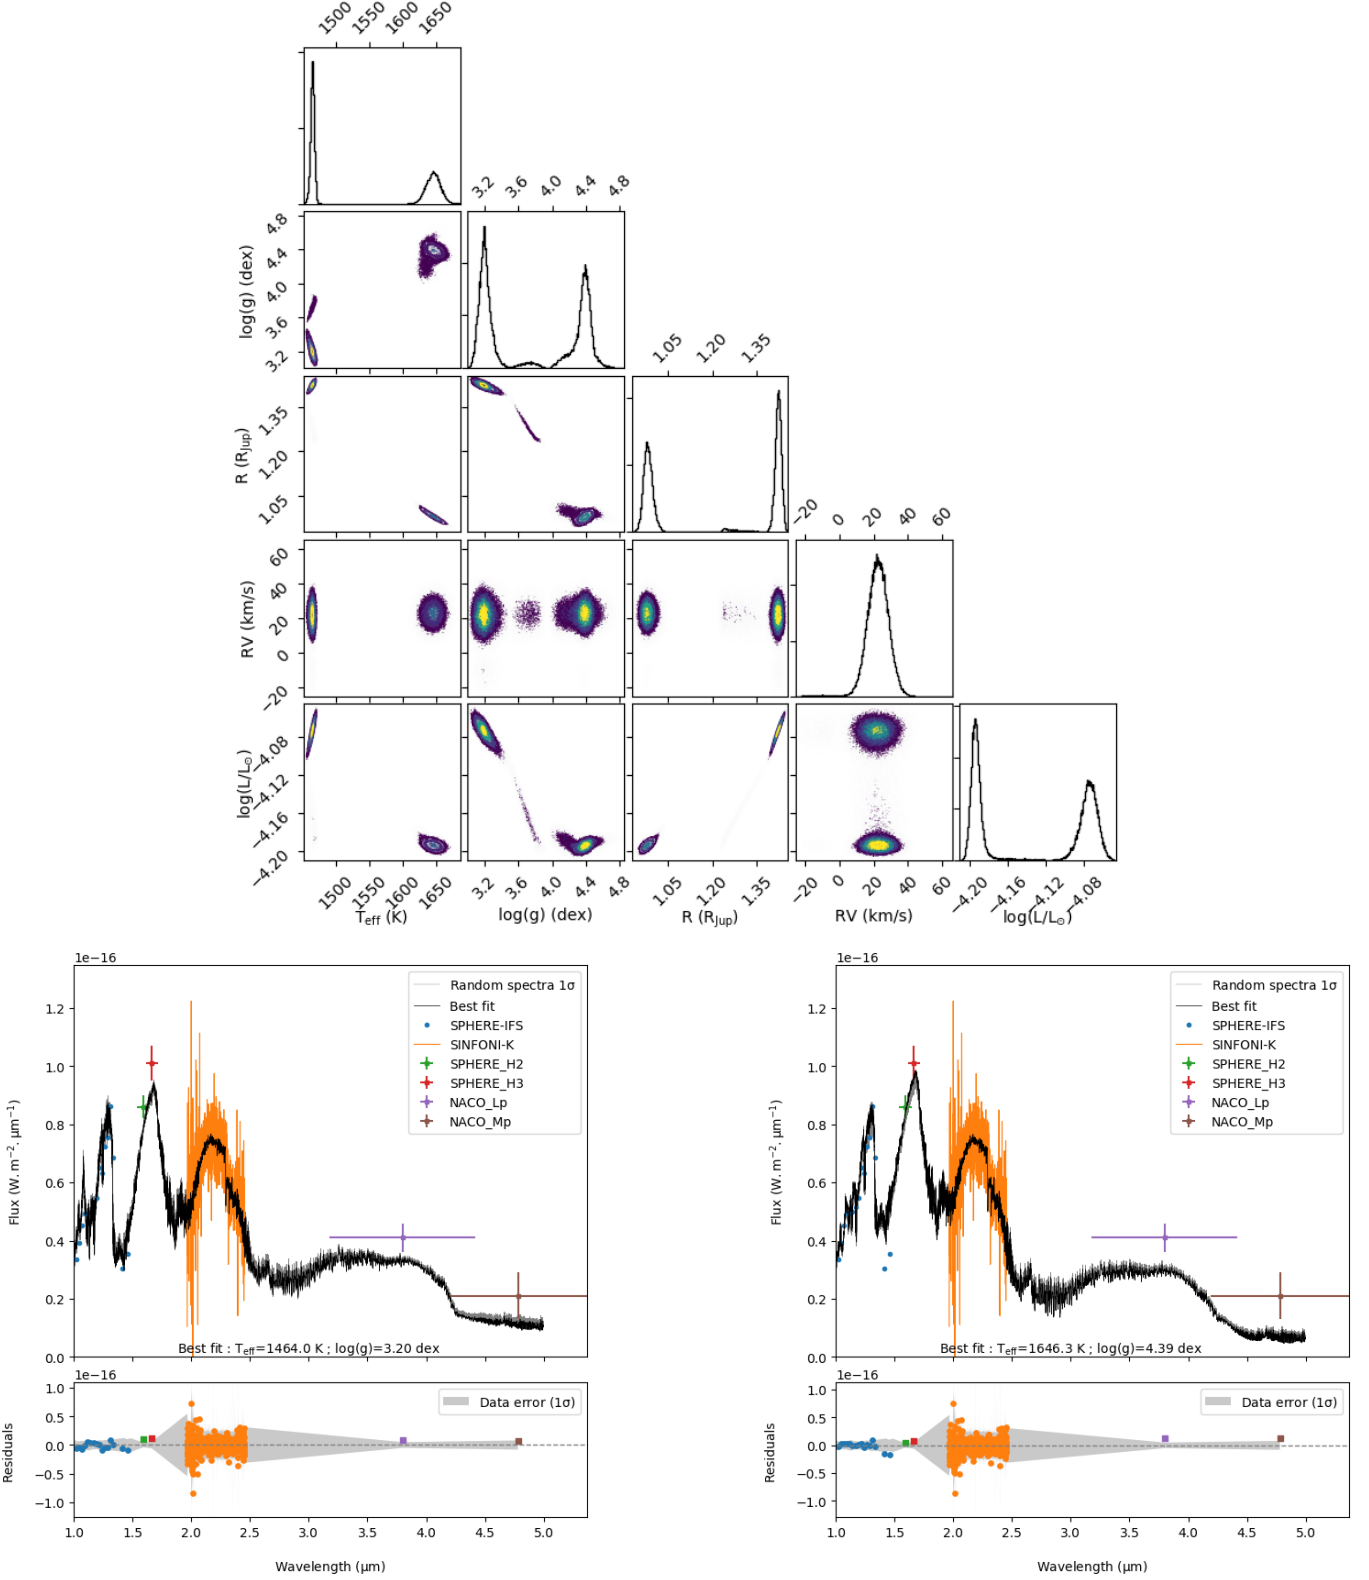 1500 1550 1600 1650
3.2 3.6 4.0 4.4 4.8
log(g) (dex)
4.8
4.4
4.0
3.6
3.2
1.05 1.20 1.35
R (R_Jup)
1.35
1.20
1.05
−20 0 20 40 60
RV (km/s)
60
40
20
0
−20
log(L/L☉)
−4.08
−4.12
−4.16
−4.20
1500 1550 1600 1650
3.2 3.6 4.0 4.4 4.8
1.05 1.20 1.35
−20 0 20 40 60
−4.20 −4.16 −4.12 −4.08
T_eff (K)
log(g) (dex)
R (R_Jup)
RV (km/s)
log(L/L☉)
1e−16
Flux (W.m⁻².µm⁻¹)
1.2
1.0
0.8
0.6
0.4
0.2
0.0
Random spectra 1σ
Best fit
SPHERE-IFS
SINFONI-K
SPHERE_H2
SPHERE_H3
NACO_Lp
NACO_Mp
Best fit : T_eff=1464.0 K ; log(g)=3.20 dex
1e−16
Residuals
1.0
0.5
0.0
−0.5
−1.0
Data error (1σ)
1.0 1.5 2.0 2.5 3.0 3.5 4.0 4.5 5.0
Wavelength (µm)
1e−16
Flux (W.m⁻².µm⁻¹)
1.2
1.0
0.8
0.6
0.4
0.2
0.0
Random spectra 1σ
Best fit
SPHERE-IFS
SINFONI-K
SPHERE_H2
SPHERE_H3
NACO_Lp
NACO_Mp
Best fit : T_eff=1646.3 K ; log(g)=4.39 dex
1e−16
Residuals
1.0
0.5
0.0
−0.5
−1.0
Data error (1σ)
1.0 1.5 2.0 2.5 3.0 3.5 4.0 4.5 5.0
Wavelength (µm)